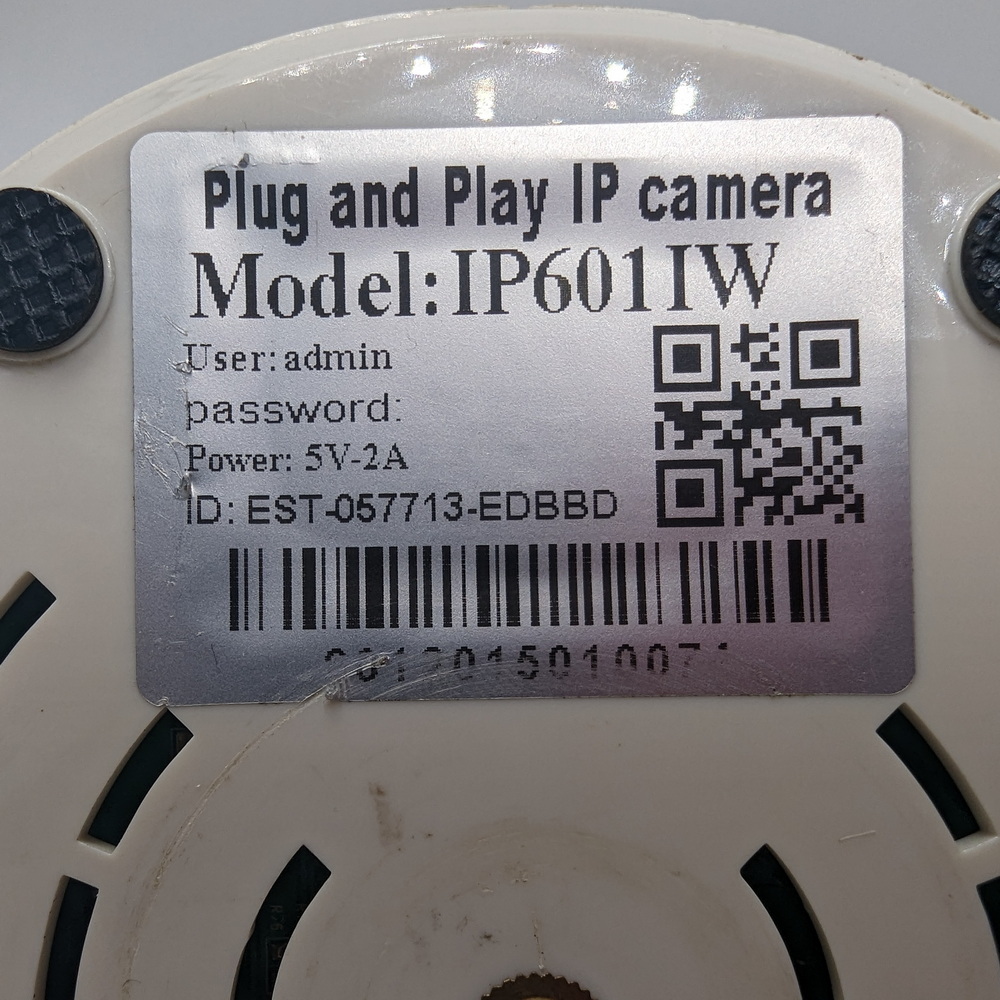 Plug and Play IP camera
Model:IP601IW
User: admin
password:
Power: 5V-2A
ID: EST-057713-EDBBD